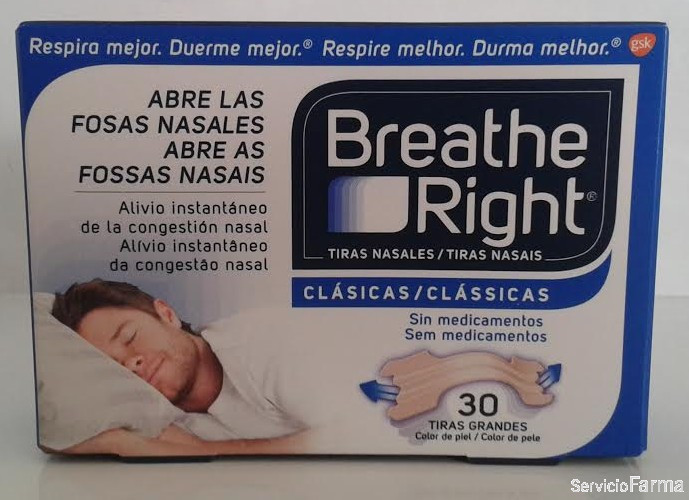 Respira mejor. Duerme mejor.® Respire melhor. Durma melhor.® gsk
ABRE LAS
FOSAS NASALES
ABRE AS
FOSSAS NASAIS
Alivio instantáneo
de la congestión nasal
Alívio instantâneo
da congestão nasal
Breathe
Right®
TIRAS NASALES/TIRAS NASAIS
CLÁSICAS/CLÁSSICAS
Sin medicamentos
Sem medicamentos
30
TIRAS GRANDES
Color de piel / Color de pele
ServicioFarma